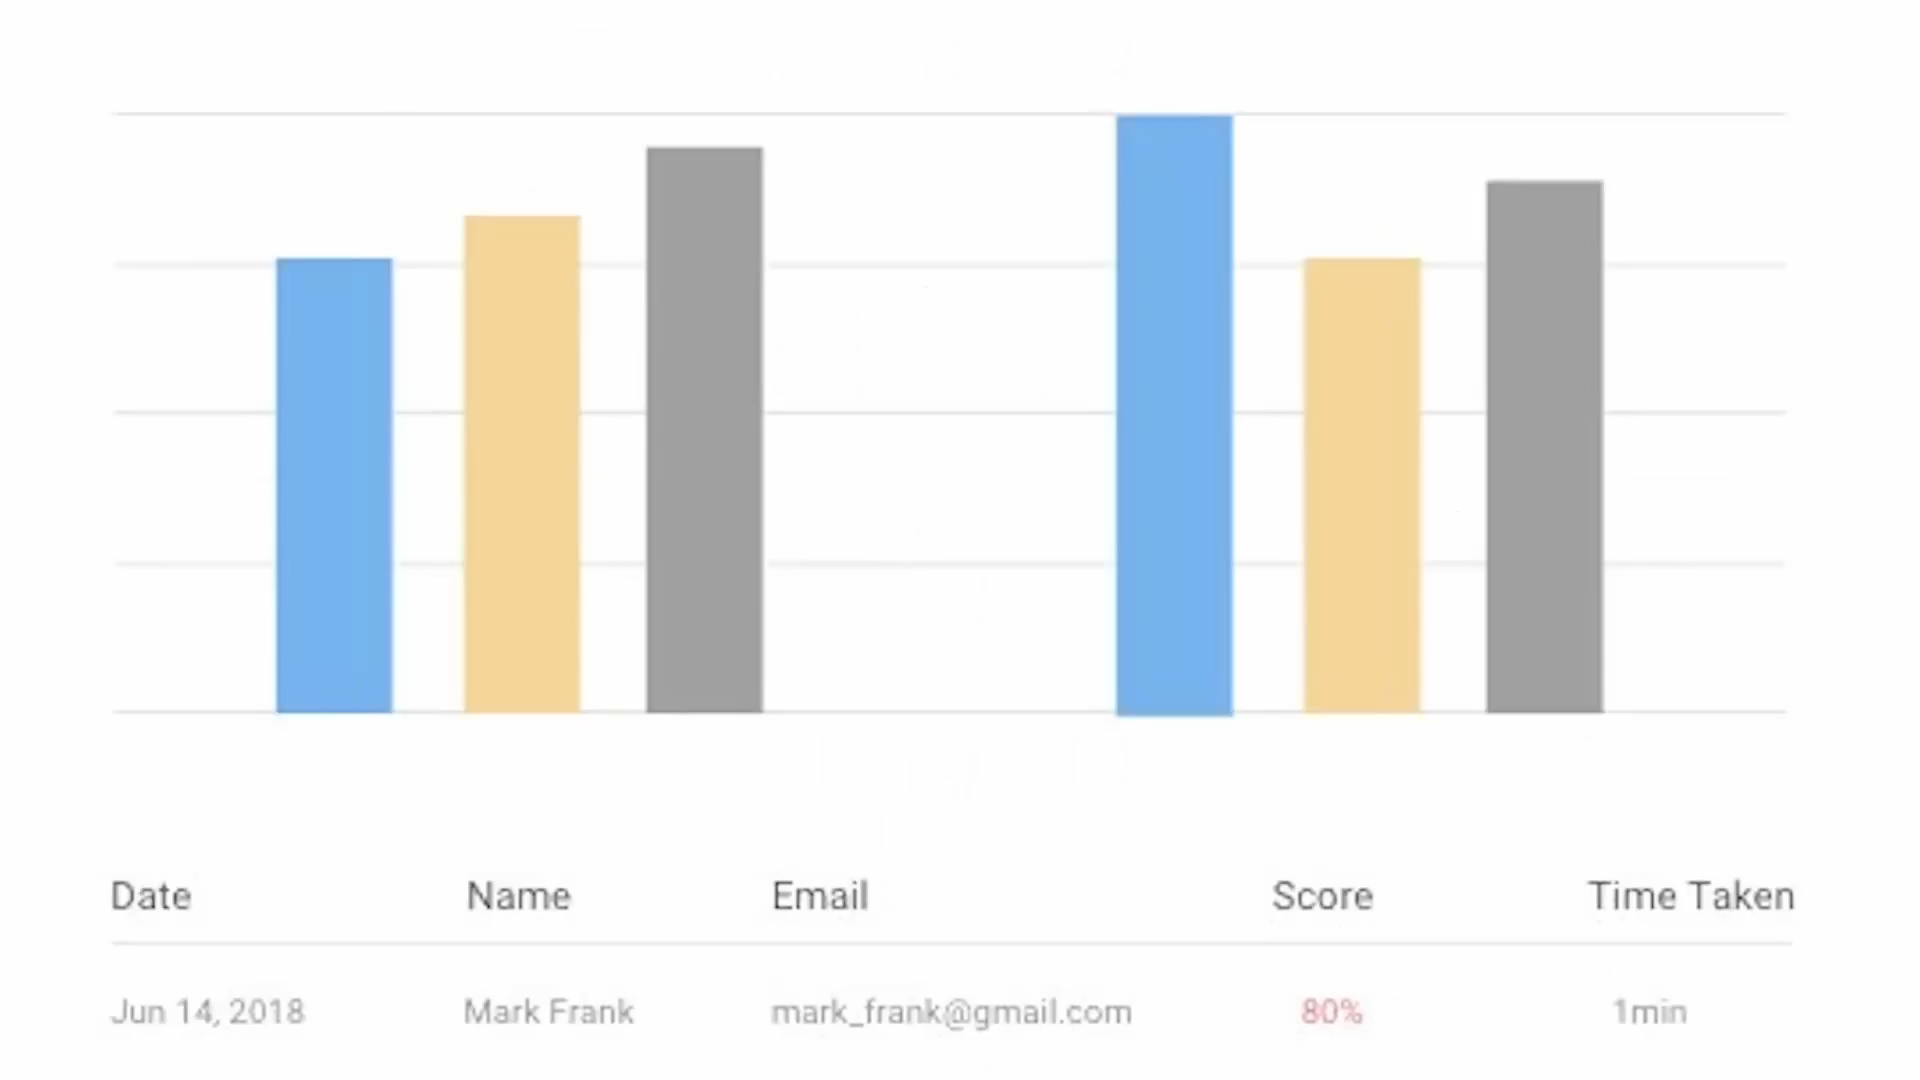 Date Name Email Score Time Taken
Jun 14, 2018 Mark Frank mark_frank@gmail.com 80% 1min